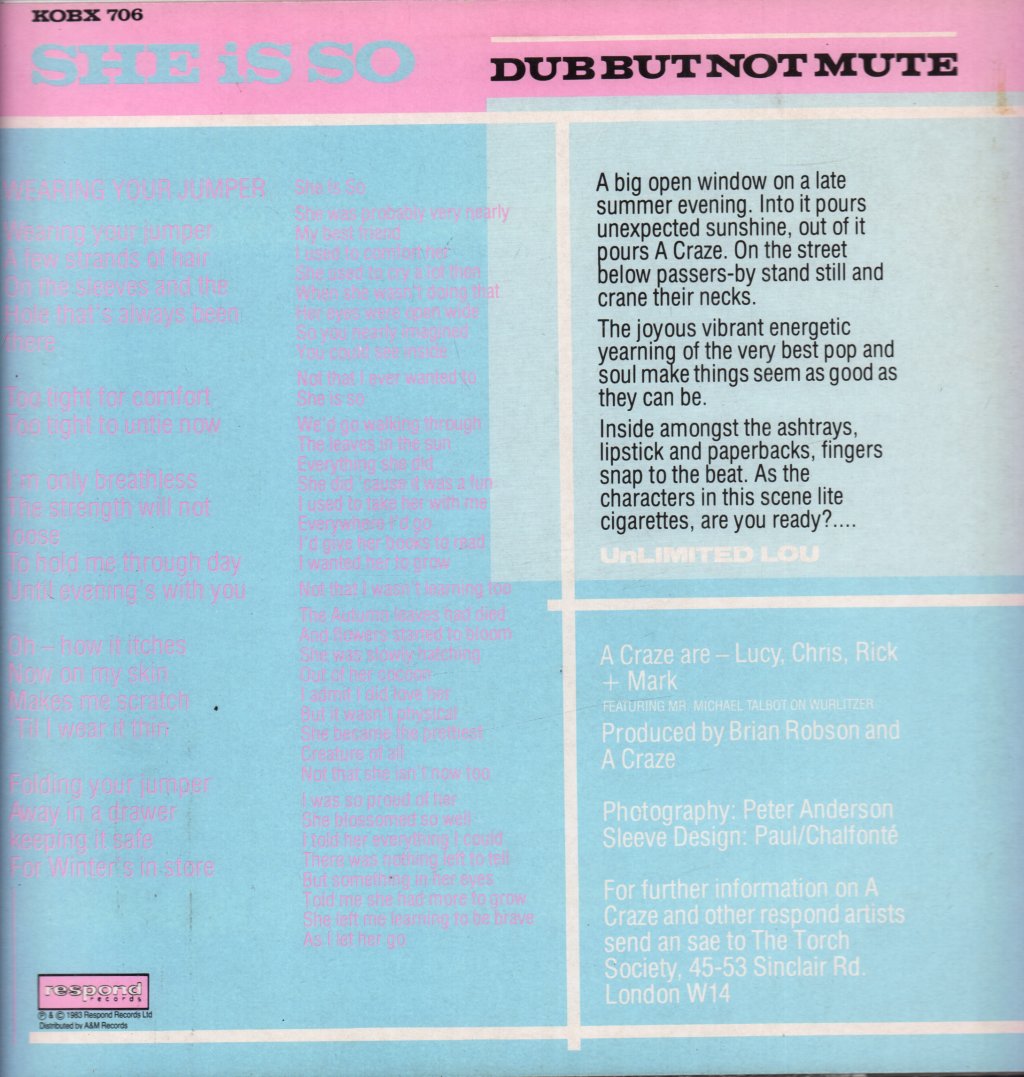 KOBX 706
SHE iS SO
DUB BUT NOT MUTE
WEARING YOUR JUMPER
Wearing your jumper
A few strands of hair
On the sleeves and the
Hole that's always been
there
Too tight for comfort
Too tight to untie now
I'm only breathless
The strength will not
loose
To hold me through day
Until evening's with you
Oh – how it itches
Now on my skin
Makes me scratch
'Til I wear it thin
Folding your jumper
Away in a drawer
keeping it safe
For Winter's in store
She is So
She was probably very nearly
My best friend
I used to comfort her
She used to cry a lot then
When she wasn't doing that
Her eyes were open wide
So you nearly imagined
You could see inside
Not that I ever wanted to
She is so
We'd go walking through
The leaves in the sun
Everything she did
She did 'cause it was a fun
I used to take her with me
Everywhere I'd go
I'd give her books to read
I wanted her to grow
Not that I wasn't learning too
The Autumn leaves had died
And flowers started to bloom
She was slowly hatching
Out of her cocoon
I admit I did love her
But it wasn't physical
She became the prettiest
Creature of all
Not that she isn't now too
I was so proud of her
She blossomed so well
I told her everything I could
There was nothing left to tell
But something in her eyes
Told me she had more to grow
She left me learning to be brave
As I let her go
A big open window on a late
summer evening. Into it pours
unexpected sunshine, out of it
pours A Craze. On the street
below passers-by stand still and
crane their necks.
The joyous vibrant energetic
yearning of the very best pop and
soul make things seem as good as
they can be.
Inside amongst the ashtrays,
lipstick and paperbacks, fingers
snap to the beat. As the
characters in this scene lite
cigarettes, are you ready?....
UnLIMITED LOU
A Craze are – Lucy, Chris, Rick
+ Mark
FEATURING MR. MICHAEL TALBOT ON WURLITZER
Produced by Brian Robson and
A Craze
Photography: Peter Anderson
Sleeve Design: Paul/Chalfonté
For further information on A
Craze and other respond artists
send an sae to The Torch
Society, 45-53 Sinclair Rd.
London W14
respond
records
℗ & © 1983 Respond Records Ltd
Distributed by A&M Records